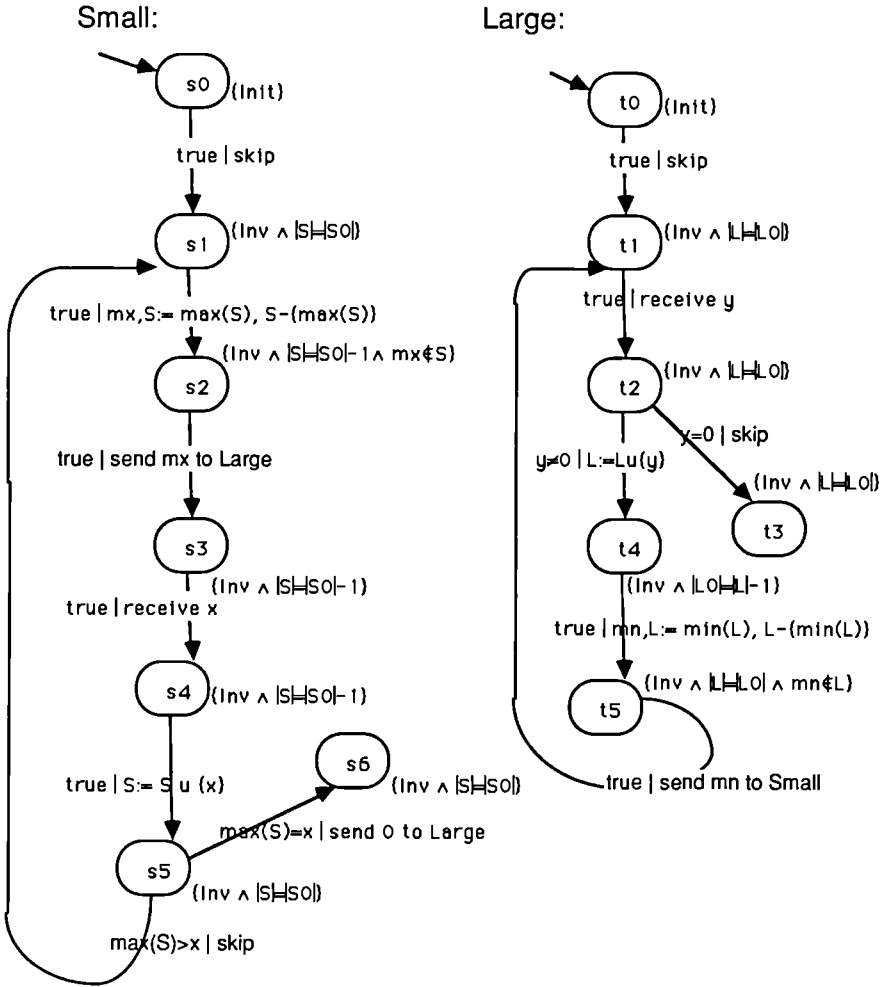 Small:
s0
(Init)
true | skip
s1
(Inv ∧ |S|=|S0|)
true | mx,S:= max(S), S-{max(S)}
s2
(Inv ∧ |S|=|S0|-1 ∧ mx∉S)
true | send mx to Large
s3
(Inv ∧ |S|=|S0|-1)
true | receive x
s4
(Inv ∧ |S|=|S0|-1)
true | S:= S u {x}
s5
(Inv ∧ |S|=|S0|)
max(S)=x | send 0 to Large
s6
(Inv ∧ |S|=|S0|)
max(S)>x | skip
Large:
t0
(Init)
true | skip
t1
(Inv ∧ |L|=|L0|)
true | receive y
t2
(Inv ∧ |L|=|L0|)
y=0 | skip
t3
(Inv ∧ |L|=|L0|)
y≠0 | L:=Lu{y}
t4
(Inv ∧ |L0|=|L|-1)
true | mn,L:= min(L), L-{min(L)}
t5
(Inv ∧ |L|=|L0| ∧ mn∉L)
true | send mn to Small